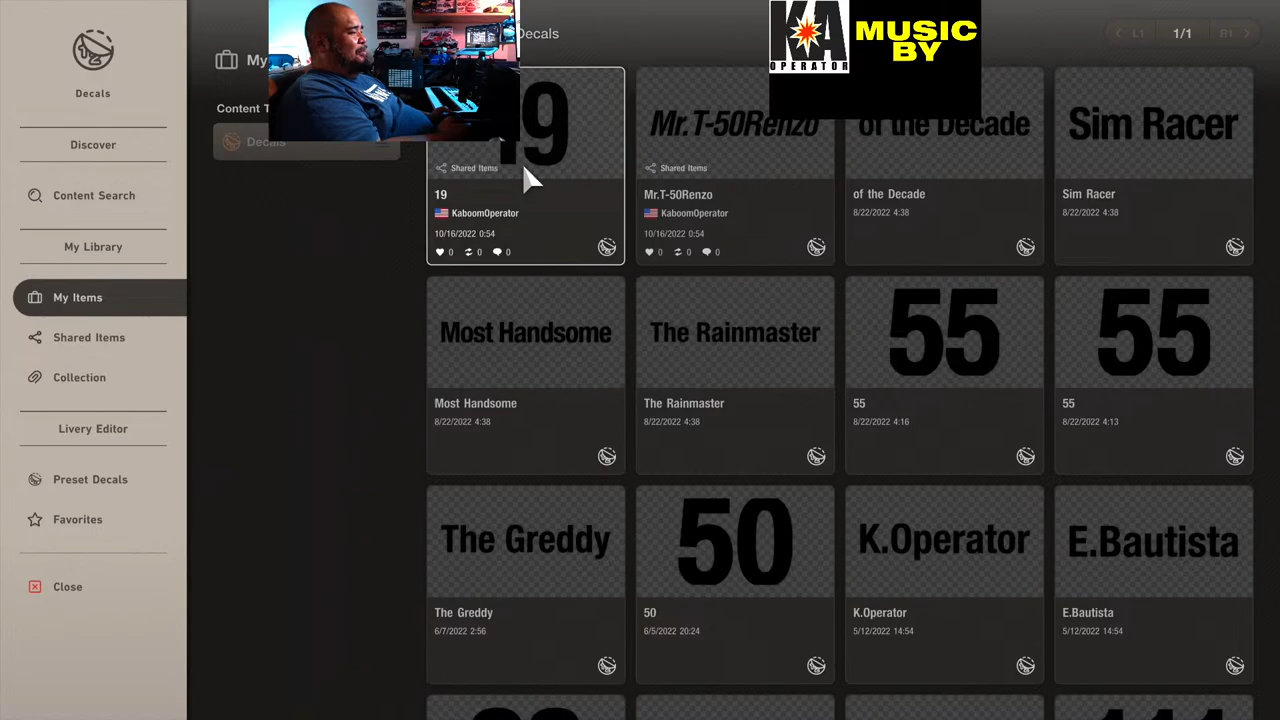 Decals
Discover
Content Search
My Library
My Items
Shared Items
Collection
Livery Editor
Preset Decals
Favorites
Close
My
Content T
Decals
Decals
L1
1/1
R1
KA
OPERATOR
MUSIC
BY
19
Shared Items
19
KaboomOperator
10/16/2022 0:54
0 0 0
Mr.T-50Renzo
Shared Items
Mr.T-50Renzo
KaboomOperator
10/16/2022 0:54
0 0 0
of the Decade
of the Decade
8/22/2022 4:38
Sim Racer
Sim Racer
8/22/2022 4:38
Most Handsome
Most Handsome
8/22/2022 4:38
The Rainmaster
The Rainmaster
8/22/2022 4:38
55
55
8/22/2022 4:16
55
55
8/22/2022 4:13
The Greddy
The Greddy
6/7/2022 2:56
50
50
6/5/2022 20:24
K.Operator
K.Operator
5/12/2022 14:54
E.Bautista
E.Bautista
5/12/2022 14:54